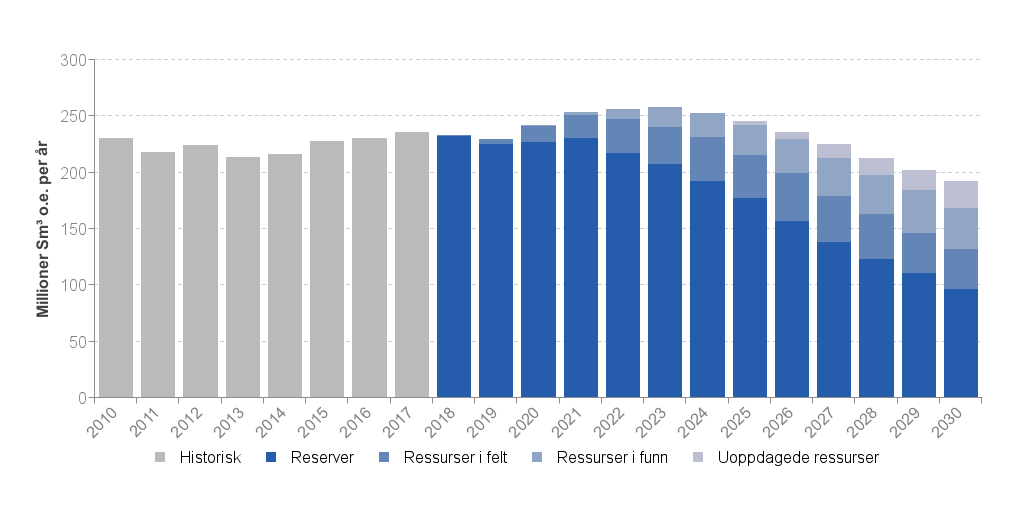 Millioner Sm³ o.e. per år
300
250
200
150
100
50
0
2010 2011 2012 2013 2014 2015 2016 2017 2018 2019 2020 2021 2022 2023 2024 2025 2026 2027 2028 2029 2030
Historisk Reserver Ressurser i felt Ressurser i funn Uoppdagede ressurser